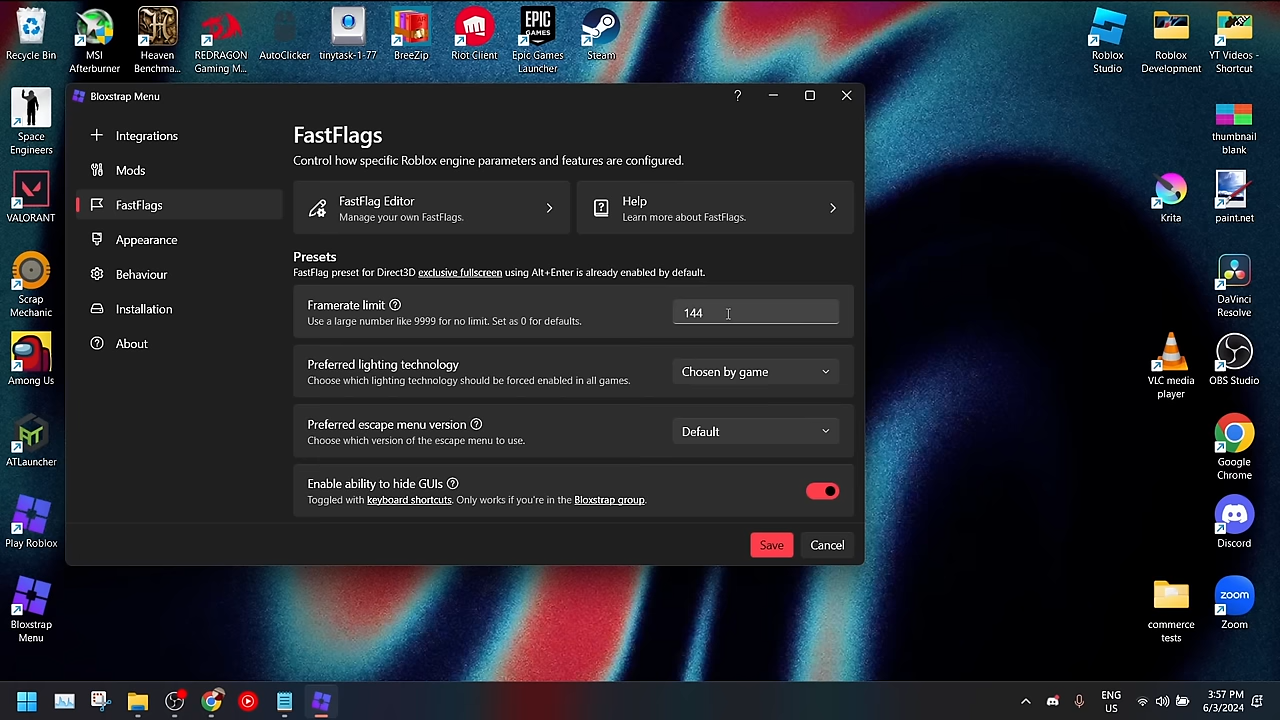 Recycle Bin
MSI
Afterburner
Heaven
Benchma...
REDRAGON
Gaming M...
AutoClicker
tinytask-1-77
BreeZip
Riot Client
EPIC
GAMES
Epic Games
Launcher
Steam
Roblox
Studio
Roblox
Development
YT Videos -
Shortcut
Space
Engineers
VALORANT
Scrap
Mechanic
Among Us
ATLauncher
Play Roblox
Bloxstrap
Menu
Bloxstrap Menu
?
Integrations
Mods
FastFlags
Appearance
Behaviour
Installation
About
FastFlags
Control how specific Roblox engine parameters and features are configured.
FastFlag Editor
Manage your own FastFlags.
Help
Learn more about FastFlags.
Presets
FastFlag preset for Direct3D exclusive fullscreen using Alt+Enter is already enabled by default.
Framerate limit
Use a large number like 9999 for no limit. Set as 0 for defaults.
144
Preferred lighting technology
Choose which lighting technology should be forced enabled in all games.
Chosen by game
Preferred escape menu version
Choose which version of the escape menu to use.
Default
Enable ability to hide GUIs
Toggled with keyboard shortcuts. Only works if you're in the Bloxstrap group.
Save
Cancel
thumbnail
blank
Krita
paint.net
DaVinci
Resolve
VLC media
player
OBS Studio
Google
Chrome
Discord
commerce
tests
zoom
Zoom
ENG
US
3:57 PM
6/3/2024